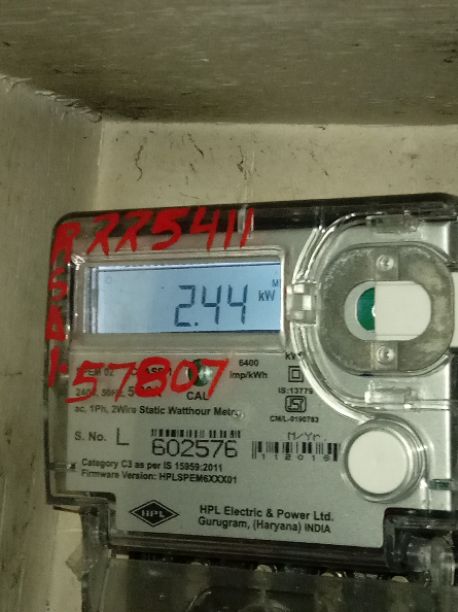 RR5411
M
2.44 kW
57807
6400
imp/kWh
CAL
IS:13779
CM/L-0190783
ac, 1Ph, 2Wire Static Watthour Meter
S. No. L 602576
M/Yr
Category C3 as per IS 15959:2011
Firmware Version: HPLSPEM6XXX01
HPL
HPL Electric & Power Ltd.
Gurugram, (Haryana) INDIA